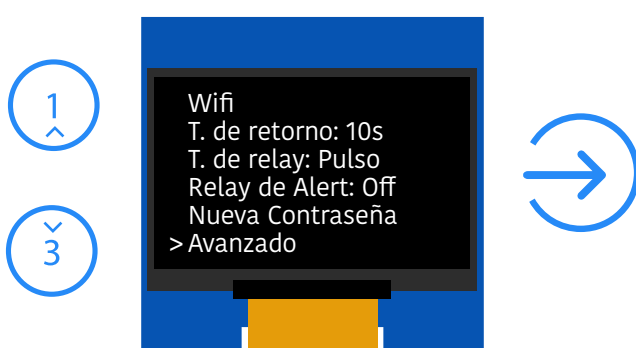 1
3
Wifi
T. de retorno: 10s
T. de relay: Pulso
Relay de Alert: Off
Nueva Contraseña
> Avanzado